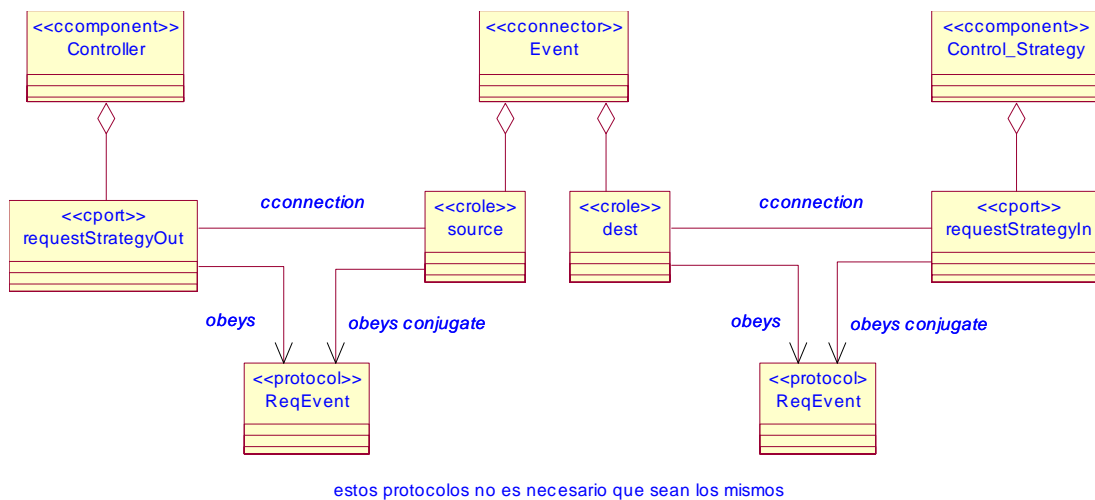 <<ccomponent>>
Controller
<<cconnector>>
Event
<<ccomponent>>
Control_Strategy
<<cport>>
requestStrategyOut
cconnection
<<crole>>
source
<<crole>>
dest
cconnection
<<cport>>
requestStrategyIn
obeys
obeys conjugate
obeys
obeys conjugate
<<protocol>>
ReqEvent
<<protocol>
ReqEvent
estos protocolos no es necesario que sean los mismos